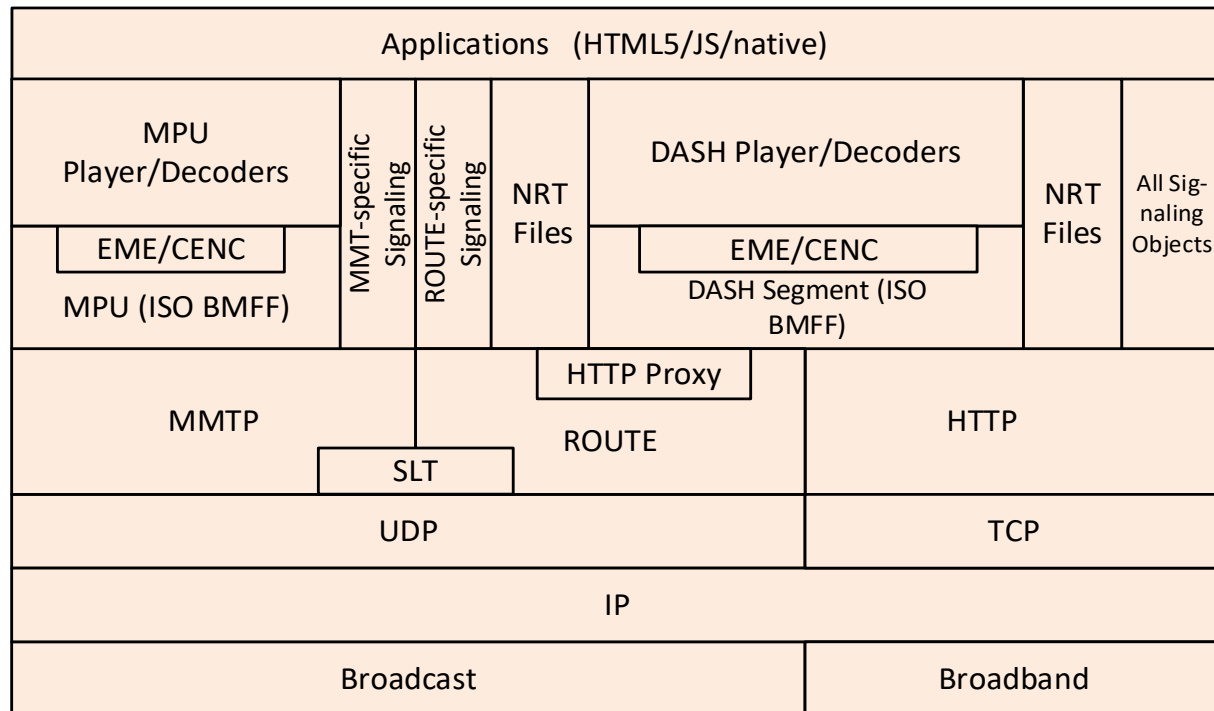 Applications (HTML5/JS/native)
MPU
Player/Decoders
MMT-specific
Signaling
ROUTE-specific
Signaling
NRT
Files
DASH Player/Decoders
NRT
Files
All Sig-
naling
Objects
EME/CENC
MPU (ISO BMFF)
EME/CENC
DASH Segment (ISO
BMFF)
MMTP
HTTP Proxy
ROUTE
HTTP
SLT
UDP
TCP
IP
Broadcast
Broadband